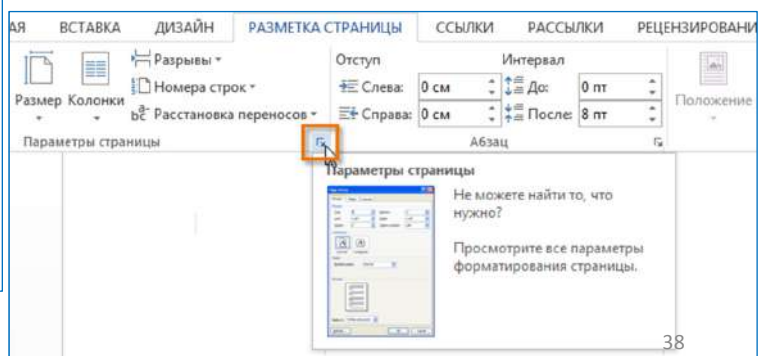 АЯ ВСТАВКА ДИЗАЙН РАЗМЕТКА СТРАНИЦЫ ССЫЛКИ РАССЫЛКИ РЕЦЕНЗИРОВАНИ
Разрывы Отступ Интервал
Номера строк Слева: 0 см До: 0 пт
Размер Колонки Расстановка переносов Справа: 0 см После: 8 пт Положение
Параметры страницы Абзац
Параметры страницы
Не можете найти то, что
нужно?
Просмотрите все параметры
форматирования страницы.
38